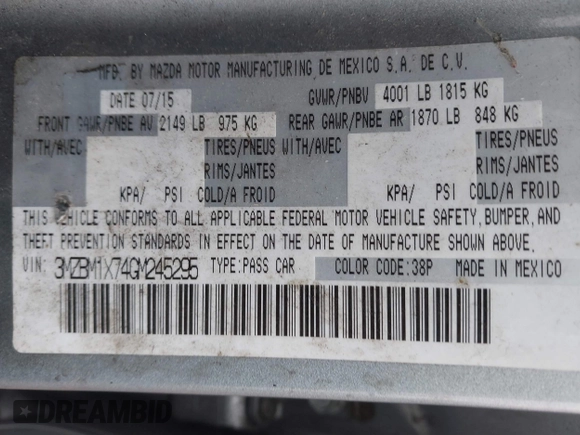 MFD. BY MAZDA MOTOR MANUFACTURING DE MEXICO S.A. DE C.V.
DATE 07/15 GVWR/PNBV 4001 LB 1815 KG
FRONT GAWR/PNBE AV 2149 LB 975 KG REAR GAWR/PNBE AR 1870 LB 848 KG
WITH/AVEC TIRES/PNEUS WITH/AVEC TIRES/PNEUS
RIMS/JANTES RIMS/JANTES
KPA/ PSI COLD/A FROID KPA/ PSI COLD/A FROID
THIS VEHICLE CONFORMS TO ALL APPLICABLE FEDERAL MOTOR VEHICLE SAFETY, BUMPER, AND
THEFT PREVENTION STANDARDS IN EFFECT ON THE DATE OF MANUFACTURE SHOWN ABOVE.
VIN: 3MZBM1X74GM245295 TYPE: PASS CAR COLOR CODE: 38P MADE IN MEXICO
DREAMBID